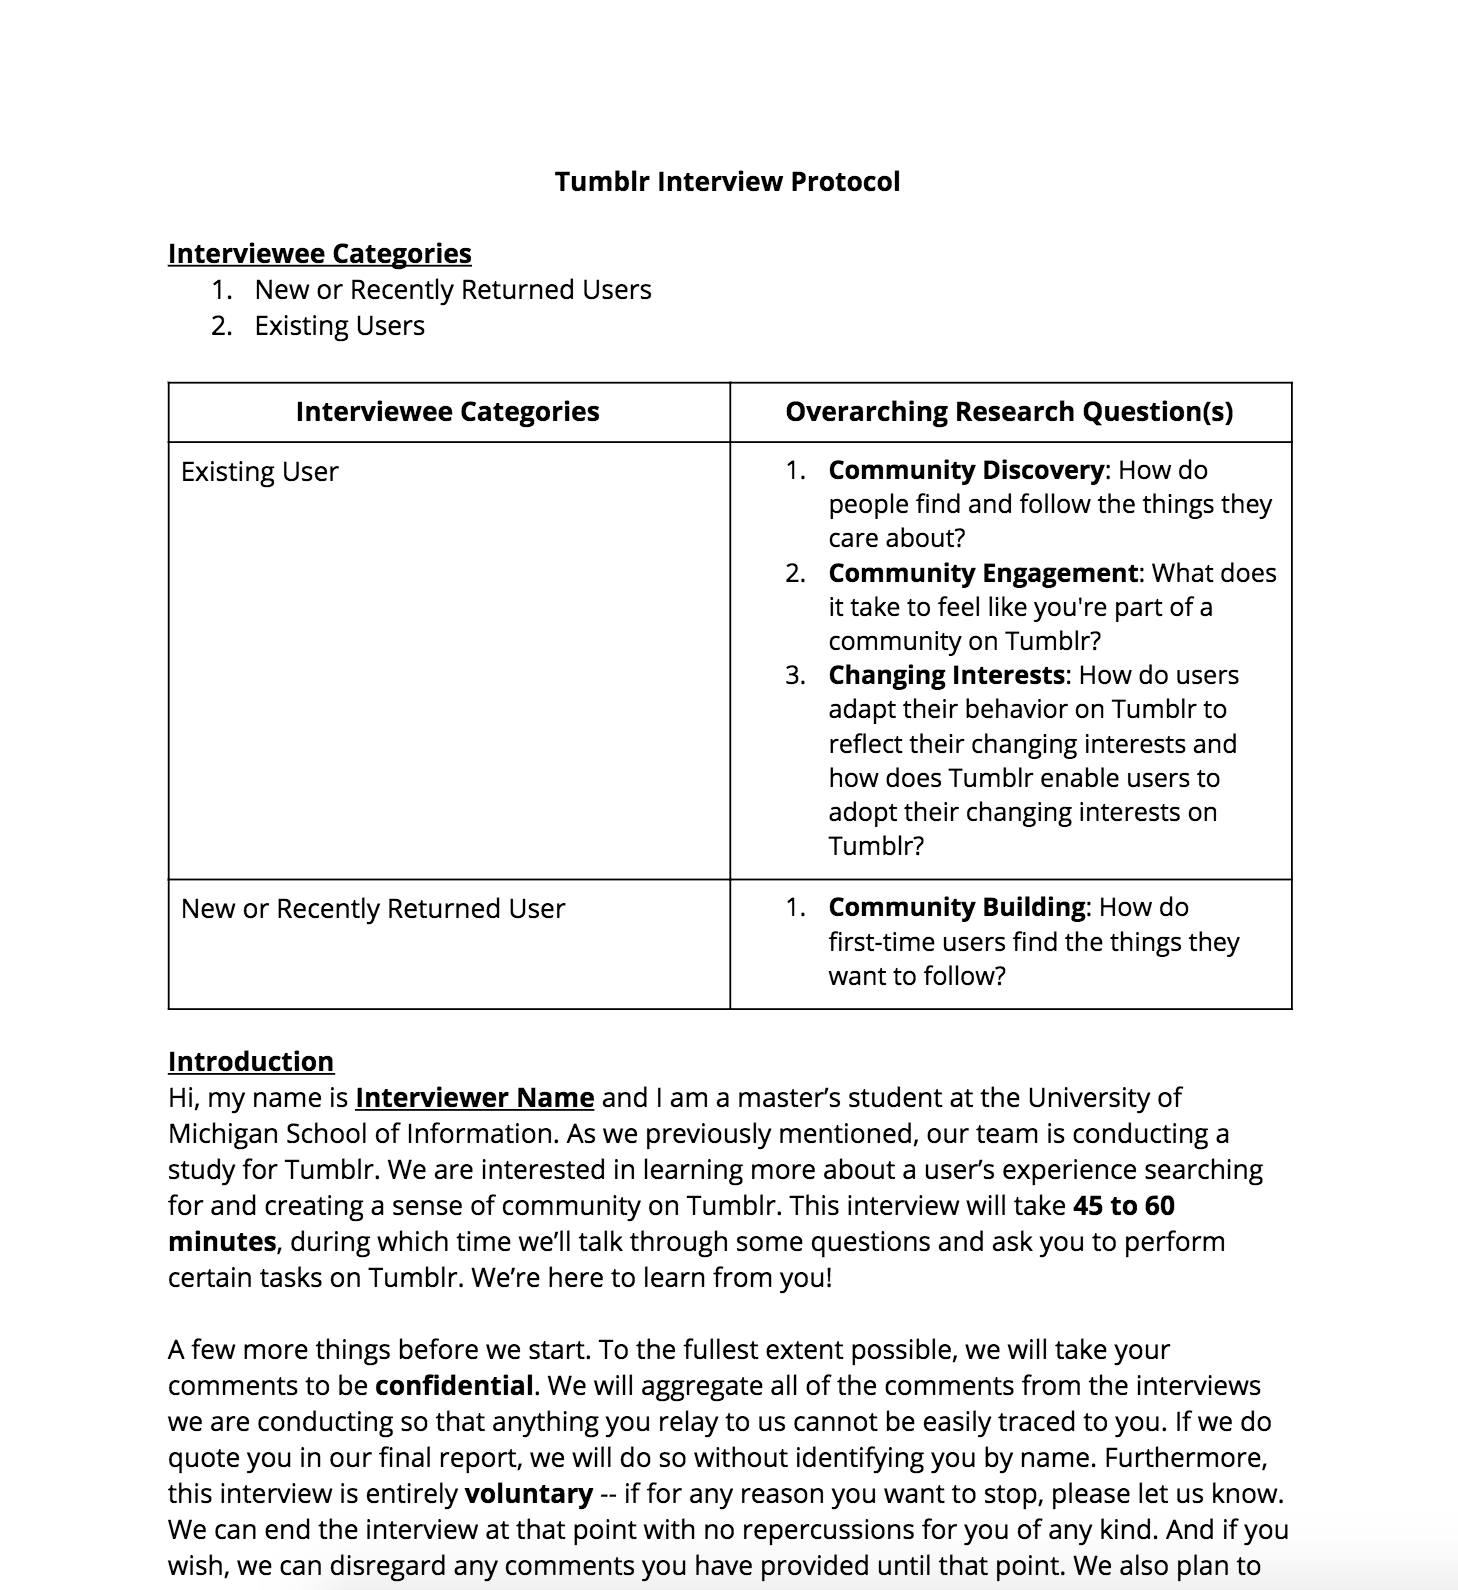 Tumblr Interview Protocol
Interviewee Categories
1. New or Recently Returned Users
2. Existing Users
Interviewee Categories
Overarching Research Question(s)
Existing User
1. Community Discovery: How do
people find and follow the things they
care about?
2. Community Engagement: What does
it take to feel like you're part of a
community on Tumblr?
3. Changing Interests: How do users
adapt their behavior on Tumblr to
reflect their changing interests and
how does Tumblr enable users to
adopt their changing interests on
Tumblr?
New or Recently Returned User
1. Community Building: How do
first-time users find the things they
want to follow?
Introduction
Hi, my name is Interviewer Name and I am a master’s student at the University of
Michigan School of Information. As we previously mentioned, our team is conducting a
study for Tumblr. We are interested in learning more about a user’s experience searching
for and creating a sense of community on Tumblr. This interview will take 45 to 60
minutes, during which time we’ll talk through some questions and ask you to perform
certain tasks on Tumblr. We’re here to learn from you!
A few more things before we start. To the fullest extent possible, we will take your
comments to be confidential. We will aggregate all of the comments from the interviews
we are conducting so that anything you relay to us cannot be easily traced to you. If we do
quote you in our final report, we will do so without identifying you by name. Furthermore,
this interview is entirely voluntary -- if for any reason you want to stop, please let us know.
We can end the interview at that point with no repercussions for you of any kind. And if you
wish, we can disregard any comments you have provided until that point. We also plan to